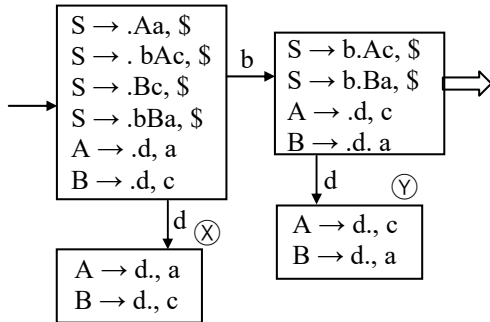 S → .Aa, $
S → . bAc, $
S → .Bc, $
S → .bBa, $
A → .d, a
B → .d, c
b
S → b.Ac, $
S → b.Ba, $
A → .d, c
B → .d. a
d
Ⓧ
d
Ⓨ
A → d., a
B → d., c
A → d., c
B → d., a